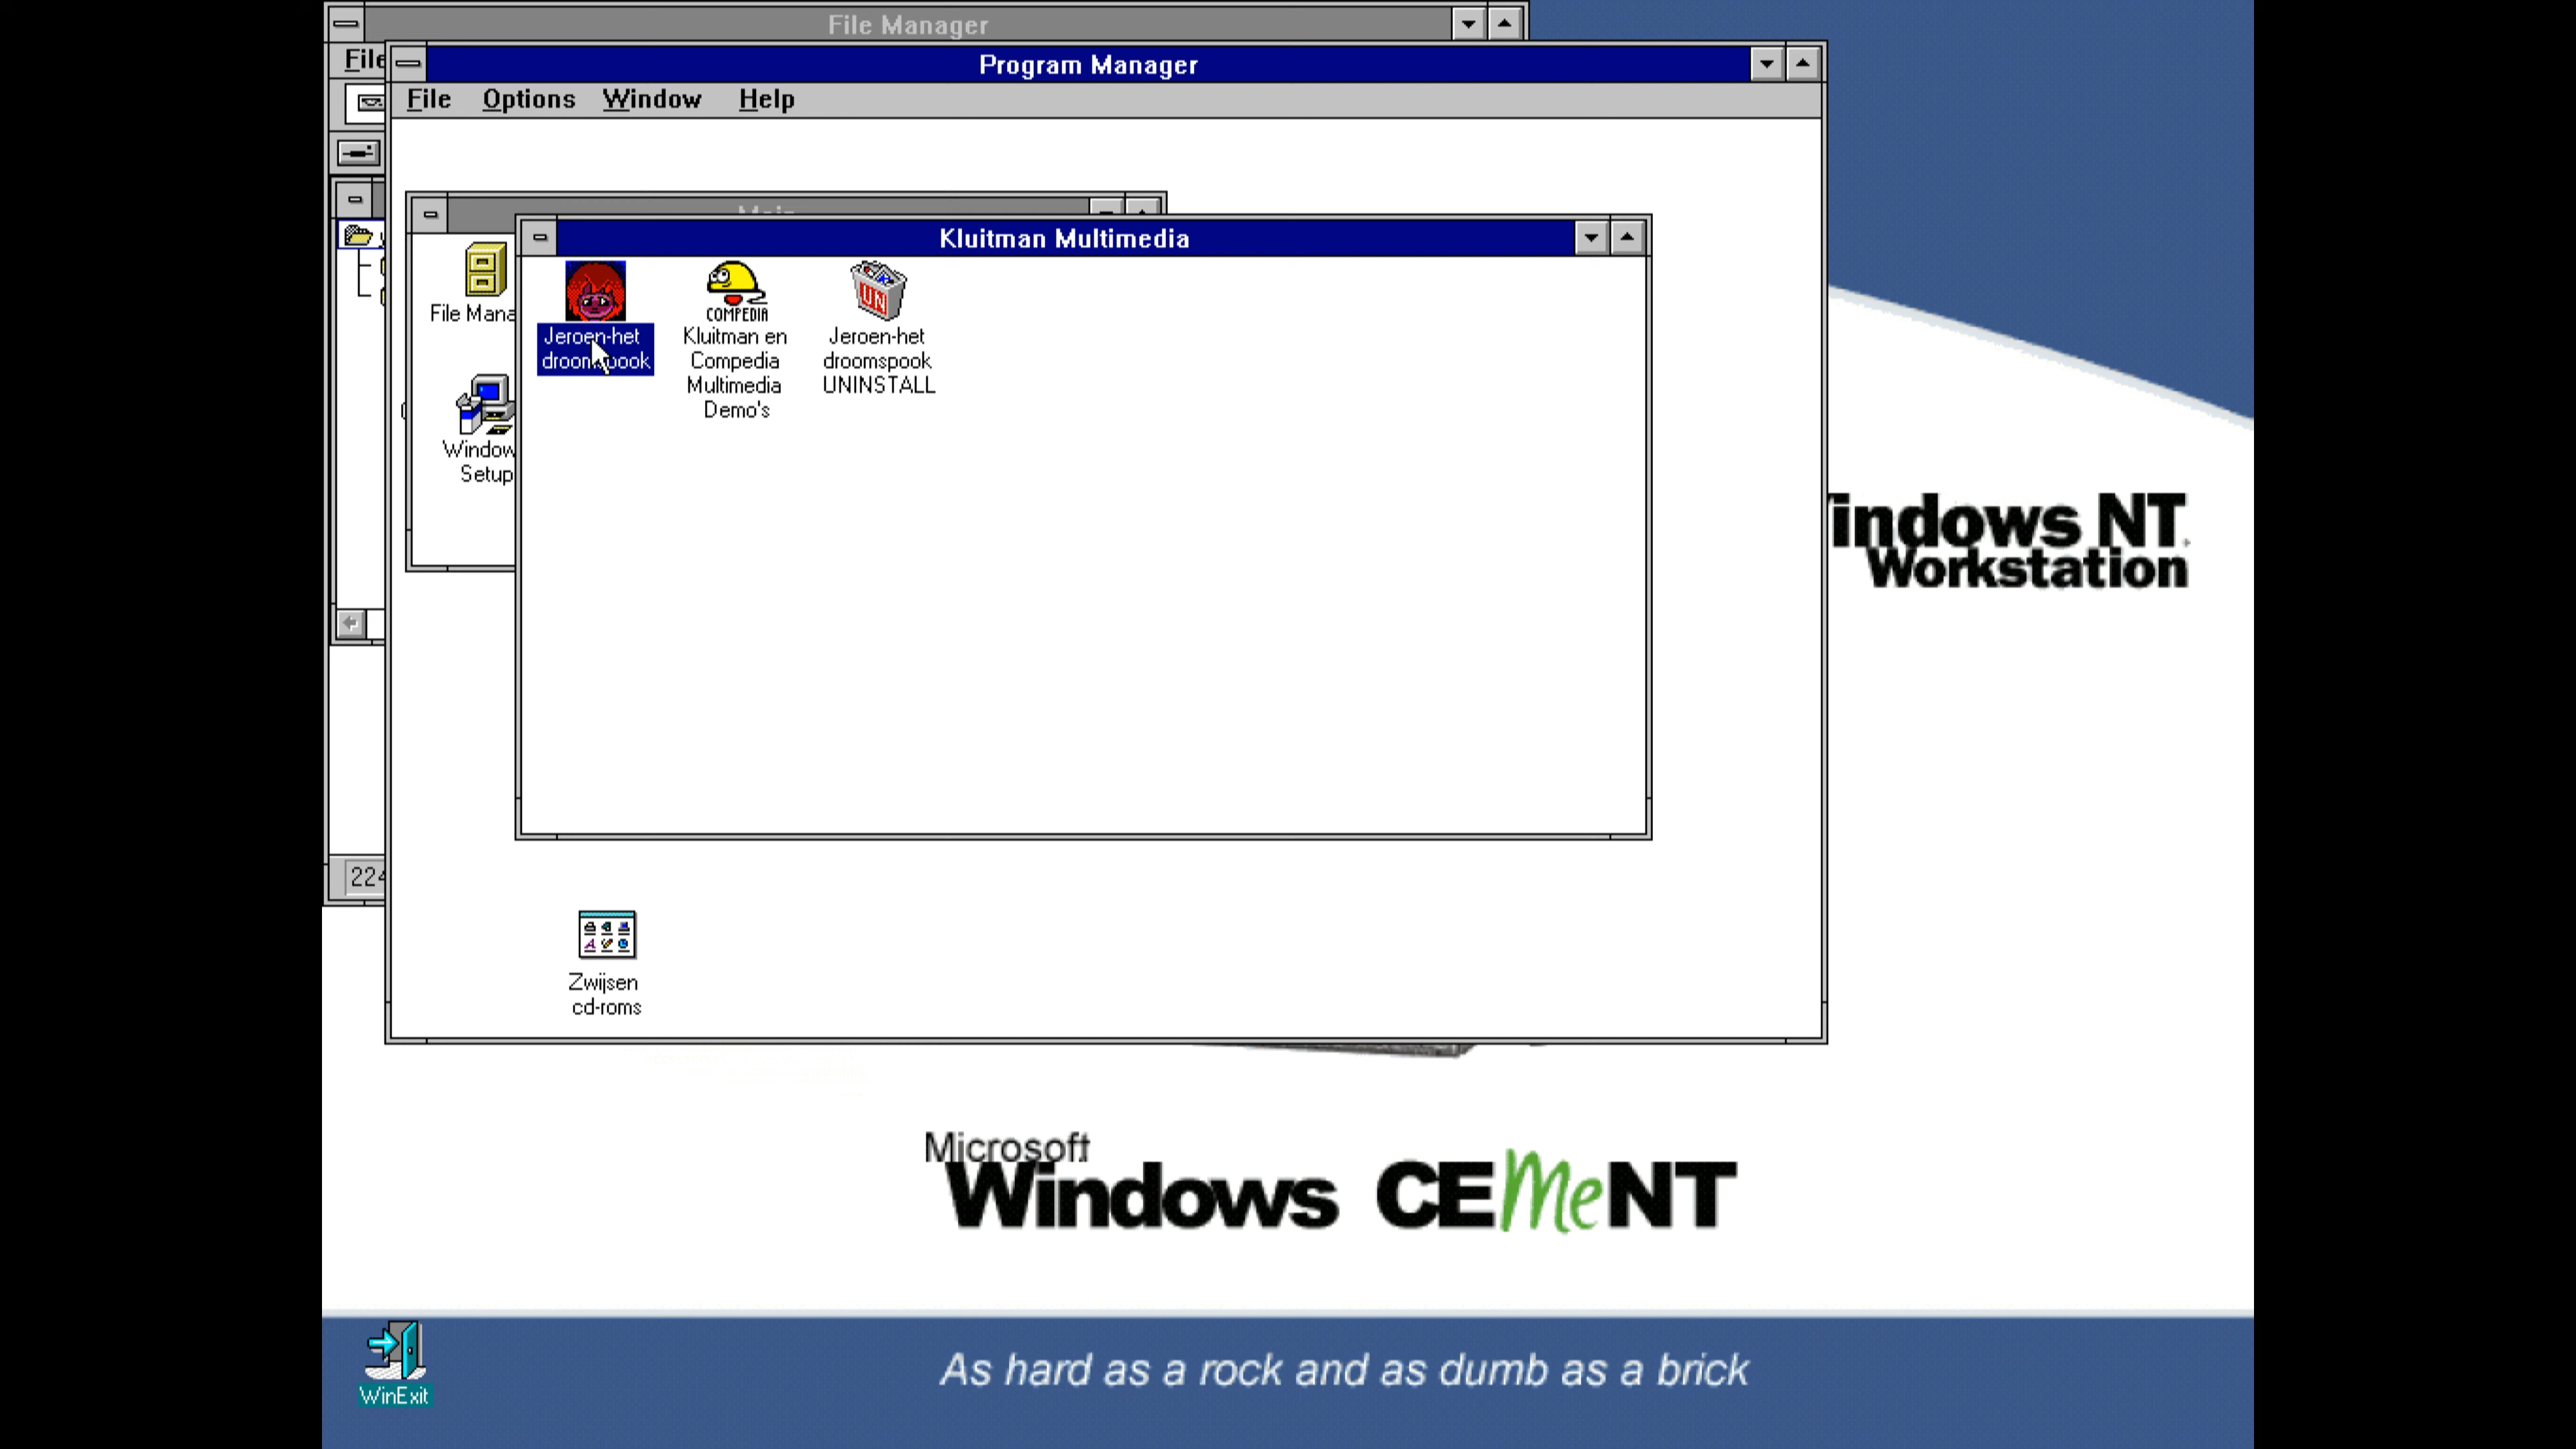 File Manager
File
Program Manager
File Options Window Help
Kluitman Multimedia
File Mana
Window
Setup
Jeroen-het
droomspook
COMPEDIA
Kluitman en
Compedia
Multimedia
Demo's
UN
Jeroen-het
droomspook
UNINSTALL
224
Zwijsen
cd-roms
indows NT
Workstation
Microsoft
Windows CEMeNT
As hard as a rock and as dumb as a brick
WinExit